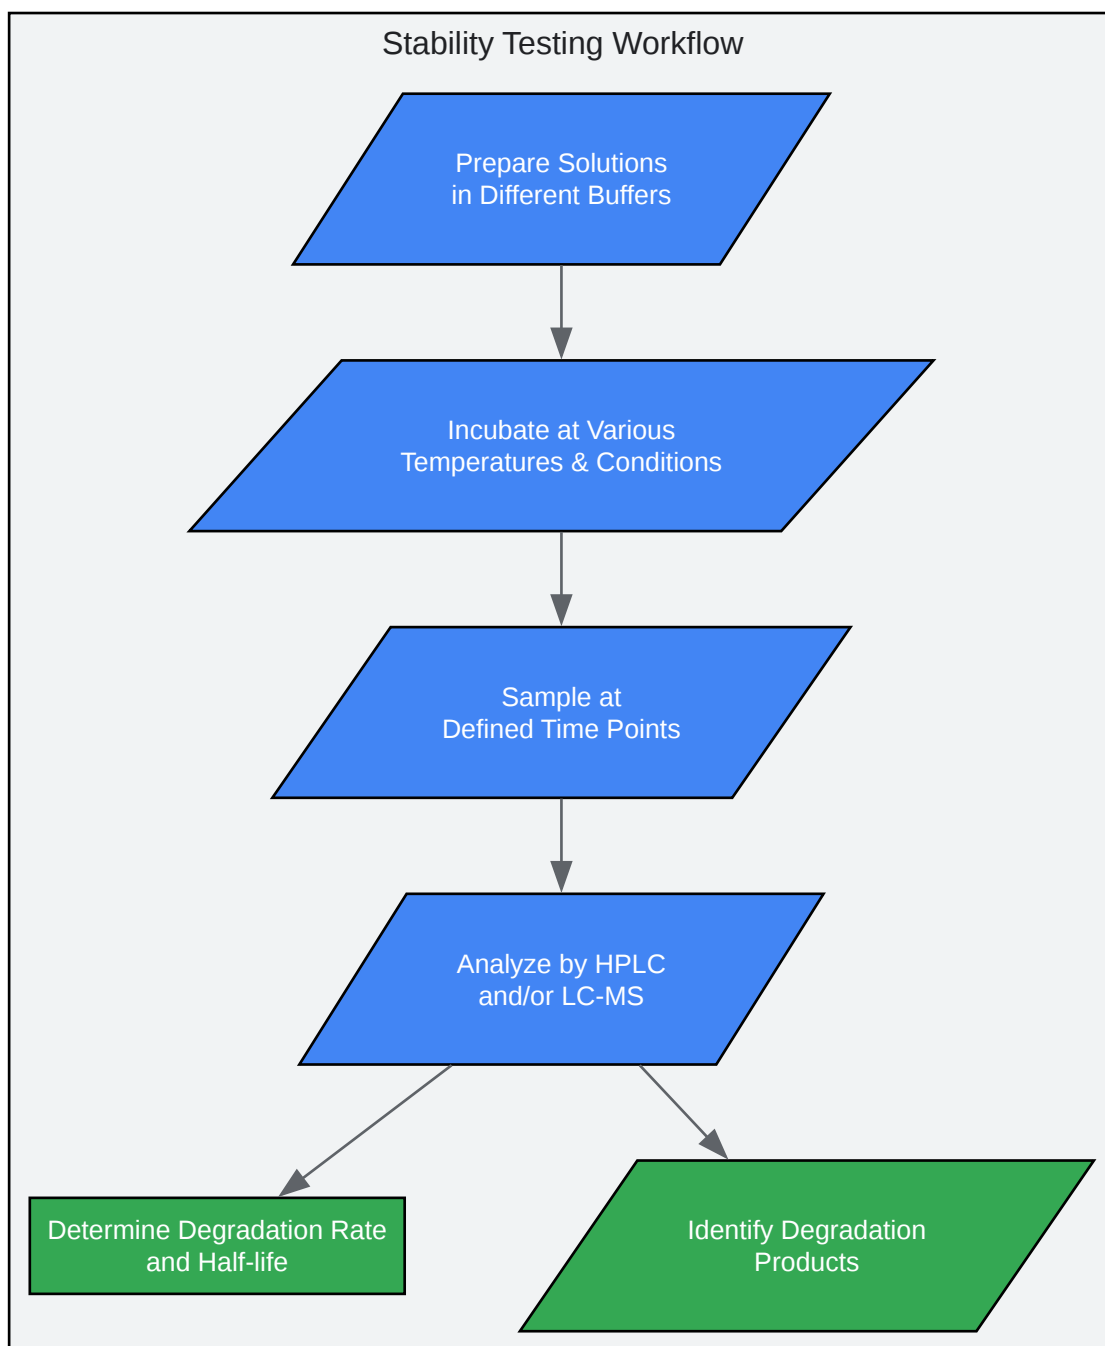 Stability Testing Workflow
Prepare Solutions
in Different Buffers
Incubate at Various
Temperatures & Conditions
Sample at
Defined Time Points
Analyze by HPLC
and/or LC-MS
Determine Degradation Rate
and Half-life
Identify Degradation
Products